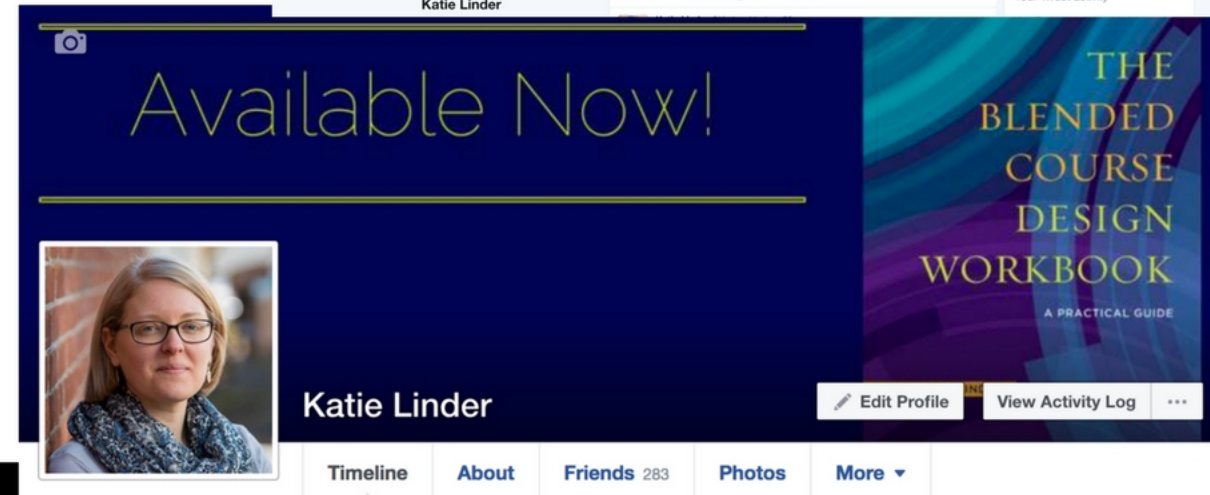 Katie Linder
Available Now!
THE
BLENDED
COURSE
DESIGN
WORKBOOK
A PRACTICAL GUIDE
Katie Linder
Edit Profile
View Activity Log
Timeline
About
Friends 283
Photos
More